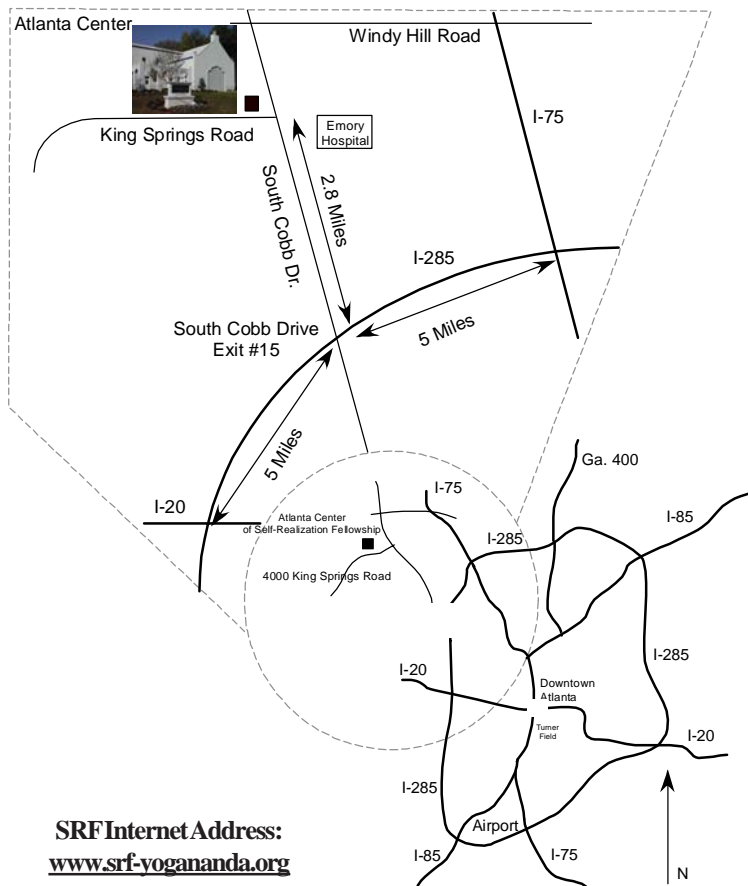 Atlanta Center
Windy Hill Road
I-75
King Springs Road
Emory
Hospital
2.8 Miles
South Cobb Dr.
I-285
5 Miles
South Cobb Drive
Exit #15
5 Miles
I-20
Ga. 400
I-75
I-85
Atlanta Center
of Self-Realization Fellowship
I-285
4000 King Springs Road
I-285
I-20
Downtown
Atlanta
Turner
Field
I-20
I-285
Airport
I-85
I-75
N
SRF Internet Address:
www.srf-yogananda.org